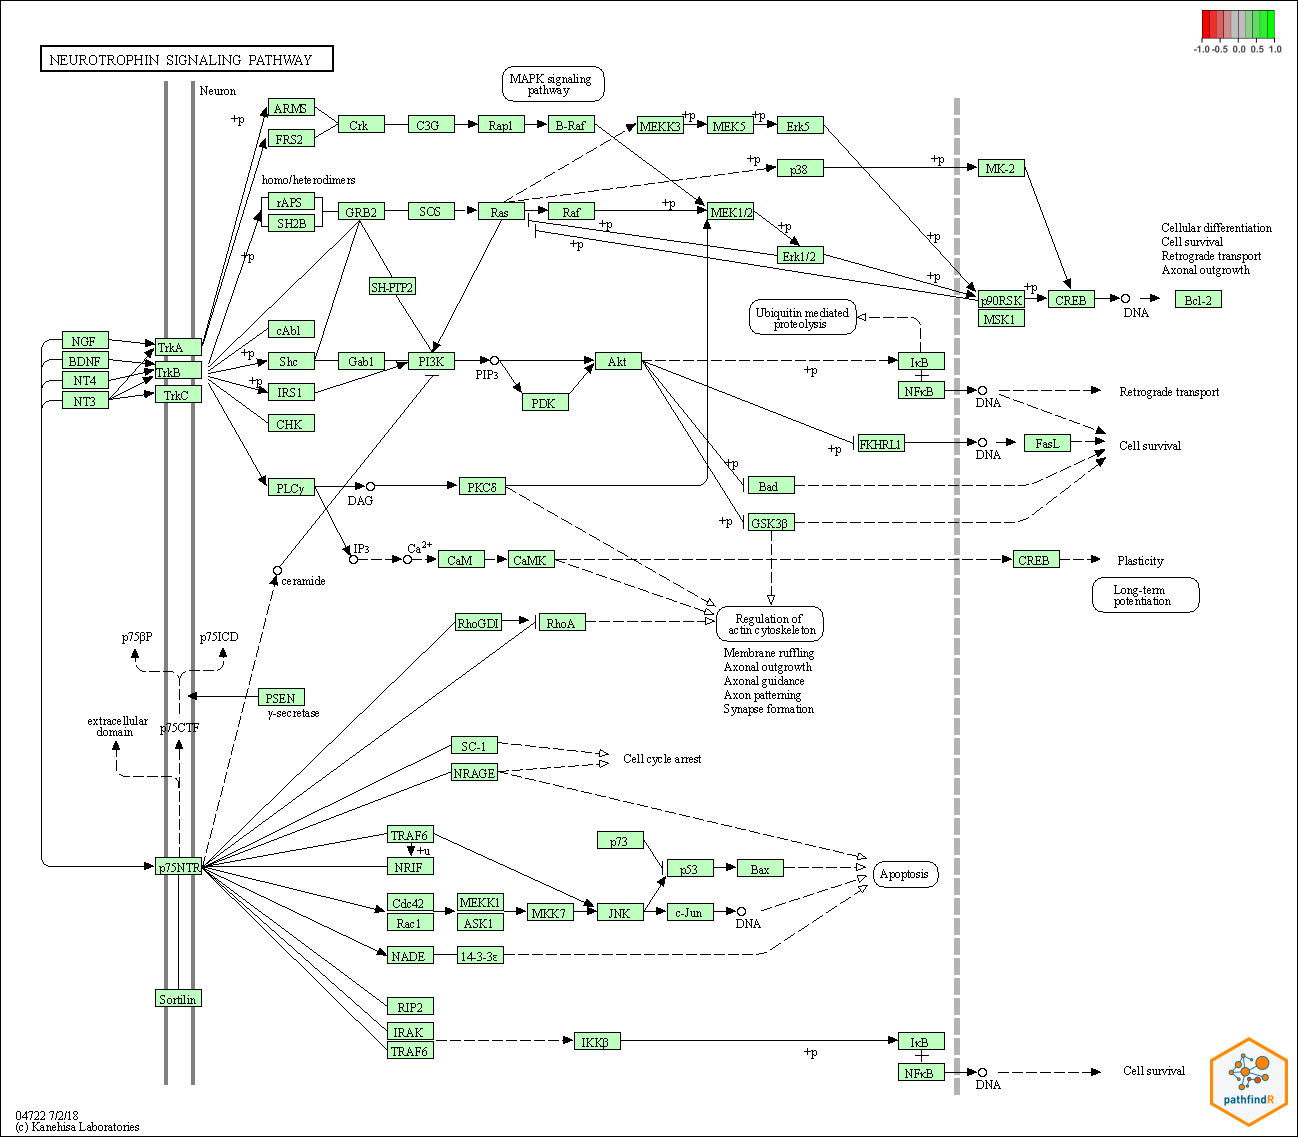 -1.0 -0.5 0.0 0.5 1.0
NEUROTROPHIN SIGNALING PATHWAY
Neuron
MAPK signaling
pathway
ARMS
+p
FRS2
Crk
C3G
Rap1
B-Raf
MEKK3
+p
MEK5
+p
Erk5
p38
+p
+p
MK-2
homo/heterodimers
rAPS
SH2B
GRB2
SOS
Ras
Raf
+p
MEK1/2
+p
+p
+p
Erk1/2
+p
+p
+p
SH-PTP2
p90RSK
+p
MSK1
CREB
DNA
Bcl-2
Cellular differentiation
Cell survival
Retrograde transport
Axonal outgrowth
Ubiquitin mediated
proteolysis
NGF
BDNF
NT4
NT3
TrkA
TrkB
TrkC
cAbl
+p
Shc
+p
IRS1
CHK
Gab1
PI3K
PIP3
PDK
Akt
+p
IκB
NFκB
DNA
Retrograde transport
+p
FKHRL1
DNA
FasL
Cell survival
+p
Bad
+p
GSK3β
PLCγ
DAG
PKCδ
IP3
Ca2+
CaM
CaMK
CREB
Plasticity
Long-term
potentiation
ceramide
RhoGDI
RhoA
Regulation of
actin cytoskeleton
Membrane ruffling
Axonal outgrowth
Axonal guidance
Axon patterning
Synapse formation
p75βP
p75ICD
PSEN
γ-secretase
extracellular
domain
p75CTF
SC-1
NRAGE
Cell cycle arrest
TRAF6
+u
NRIF
p75NTR
p73
p53
Bax
Apoptosis
Cdc42
Rac1
MEKK1
ASK1
MKK7
JNK
c-Jun
DNA
NADE
14-3-3ε
Sortilin
RIP2
IRAK
TRAF6
IKKβ
+p
IκB
NFκB
DNA
Cell survival
pathfindR
04722 7/2/18
(c) Kanehisa Laboratories